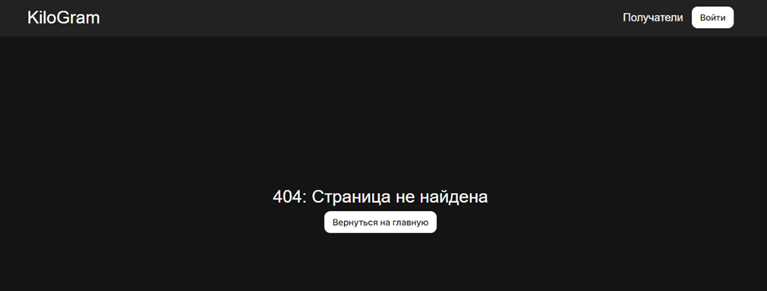 KiloGram
Получатели
Войти
404: Страница не найдена
Вернуться на главную